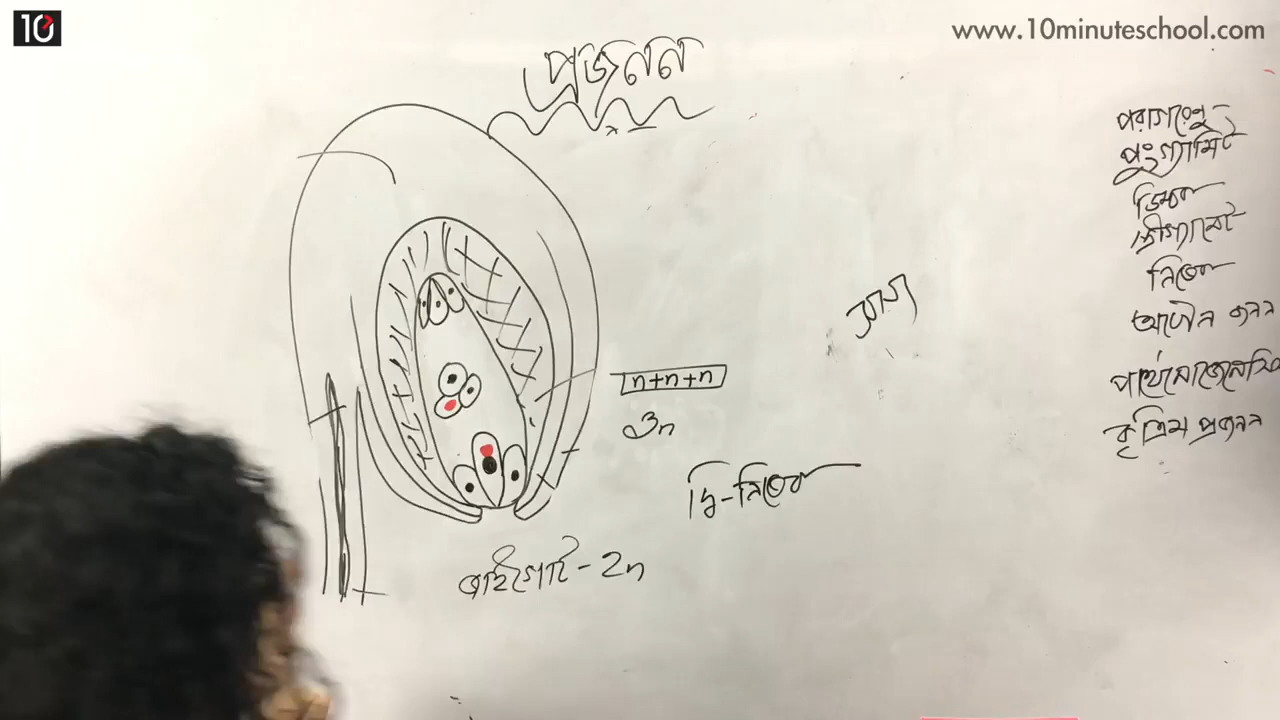 10
www.10minuteschool.com
প্রজনন
পরাগরেণু
পুংগ্যামিট
ডিম্বক
স্ত্রীগ্যামেট
নিষেক
অযৌন জনন
পার্থেনোজেনেসি
কৃত্রিম প্রজনন
n+n+n
3n
দ্বি-নিষেক
জাইগোট - 2n